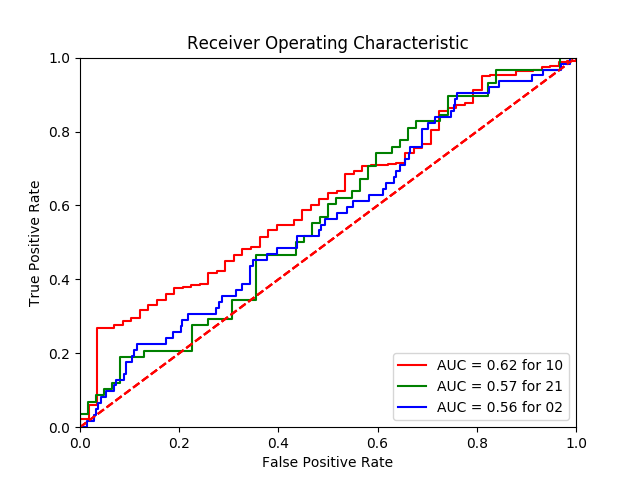 Receiver Operating Characteristic
1.0
0.8
0.6
0.4
0.2
0.0
True Positive Rate
AUC = 0.62 for 10
AUC = 0.57 for 21
AUC = 0.56 for 02
0.0 0.2 0.4 0.6 0.8 1.0
False Positive Rate